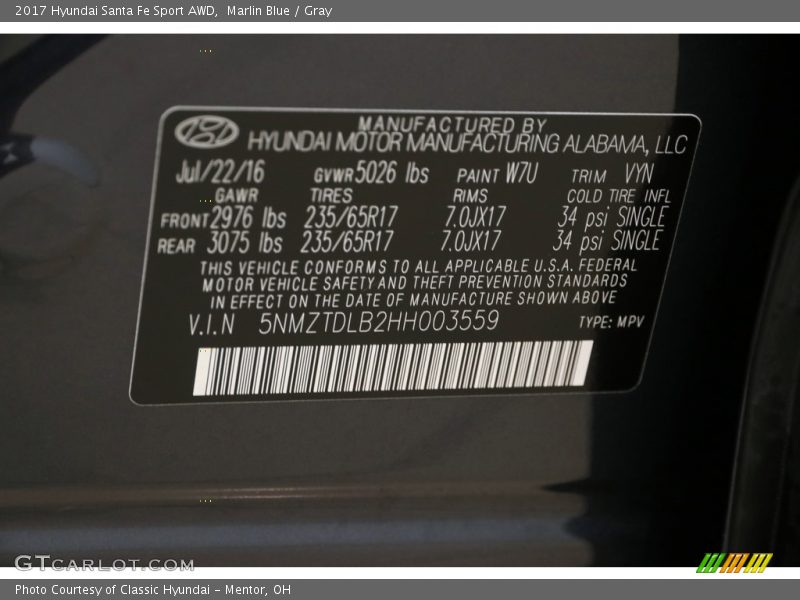 2017 Hyundai Santa Fe Sport AWD,  Marlin Blue / Gray
MANUFACTURED BY
HYUNDAI MOTOR MANUFACTURING ALABAMA, LLC
Jul/22/16 GVWR 5026 lbs PAINT W7U TRIM VYN
GAWR TIRES RIMS COLD TIRE INFL
FRONT 2976 lbs 235/65R17 7.0JX17 34 psi SINGLE
REAR 3075 lbs 235/65R17 7.0JX17 34 psi SINGLE
THIS VEHICLE CONFORMS TO ALL APPLICABLE U.S.A. FEDERAL
MOTOR VEHICLE SAFETY AND THEFT PREVENTION STANDARDS
IN EFFECT ON THE DATE OF MANUFACTURE SHOWN ABOVE
V.I.N 5NMZTDLB2HH003559 TYPE: MPV
GTCARLOT.COM
Photo Courtesy of Classic Hyundai - Mentor, OH